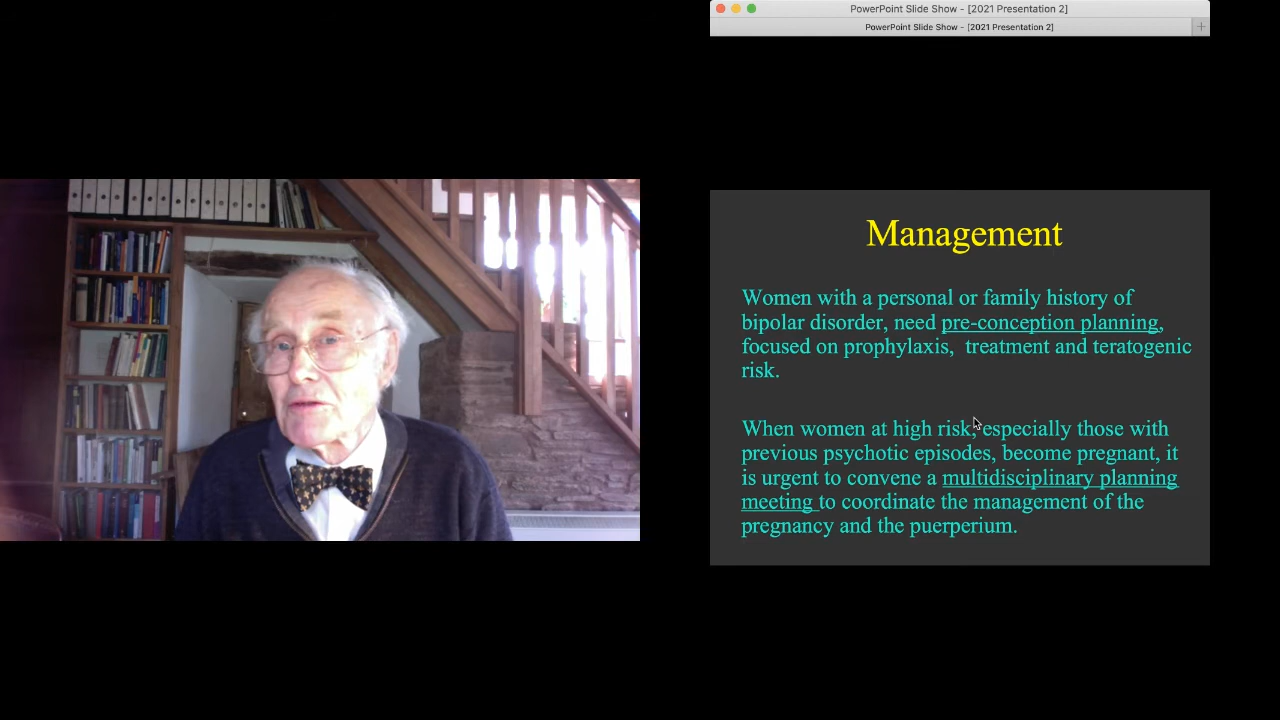 PowerPoint Slide Show - [2021 Presentation 2]
PowerPoint Slide Show - [2021 Presentation 2]
Management
Women with a personal or family history of
bipolar disorder, need pre-conception planning,
focused on prophylaxis,  treatment and teratogenic
risk.
When women at high risk, especially those with
previous psychotic episodes, become pregnant, it
is urgent to convene a multidisciplinary planning
meeting to coordinate the management of the
pregnancy and the puerperium.